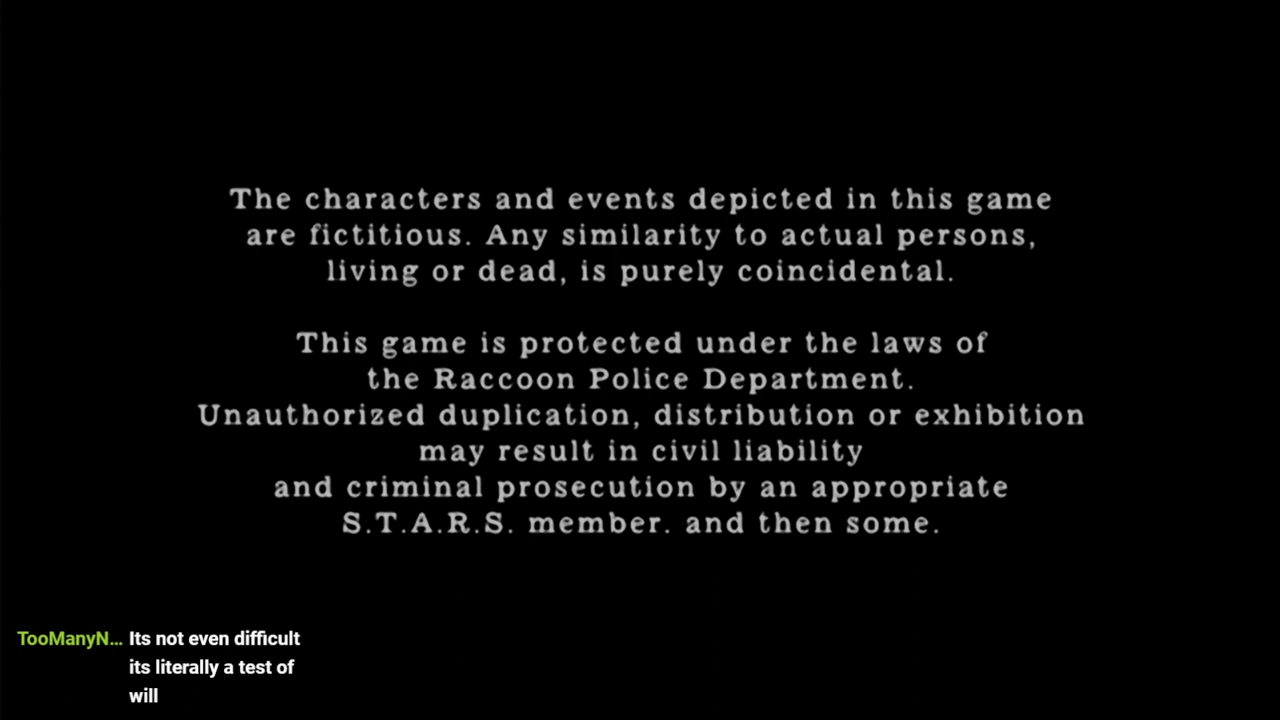 The characters and events depicted in this game
are fictitious. Any similarity to actual persons,
living or dead, is purely coincidental.
This game is protected under the laws of
the Raccoon Police Department.
Unauthorized duplication, distribution or exhibition
may result in civil liability
and criminal prosecution by an appropriate
S.T.A.R.S. member. and then some.
TooManyN... Its not even difficult
its literally a test of
will